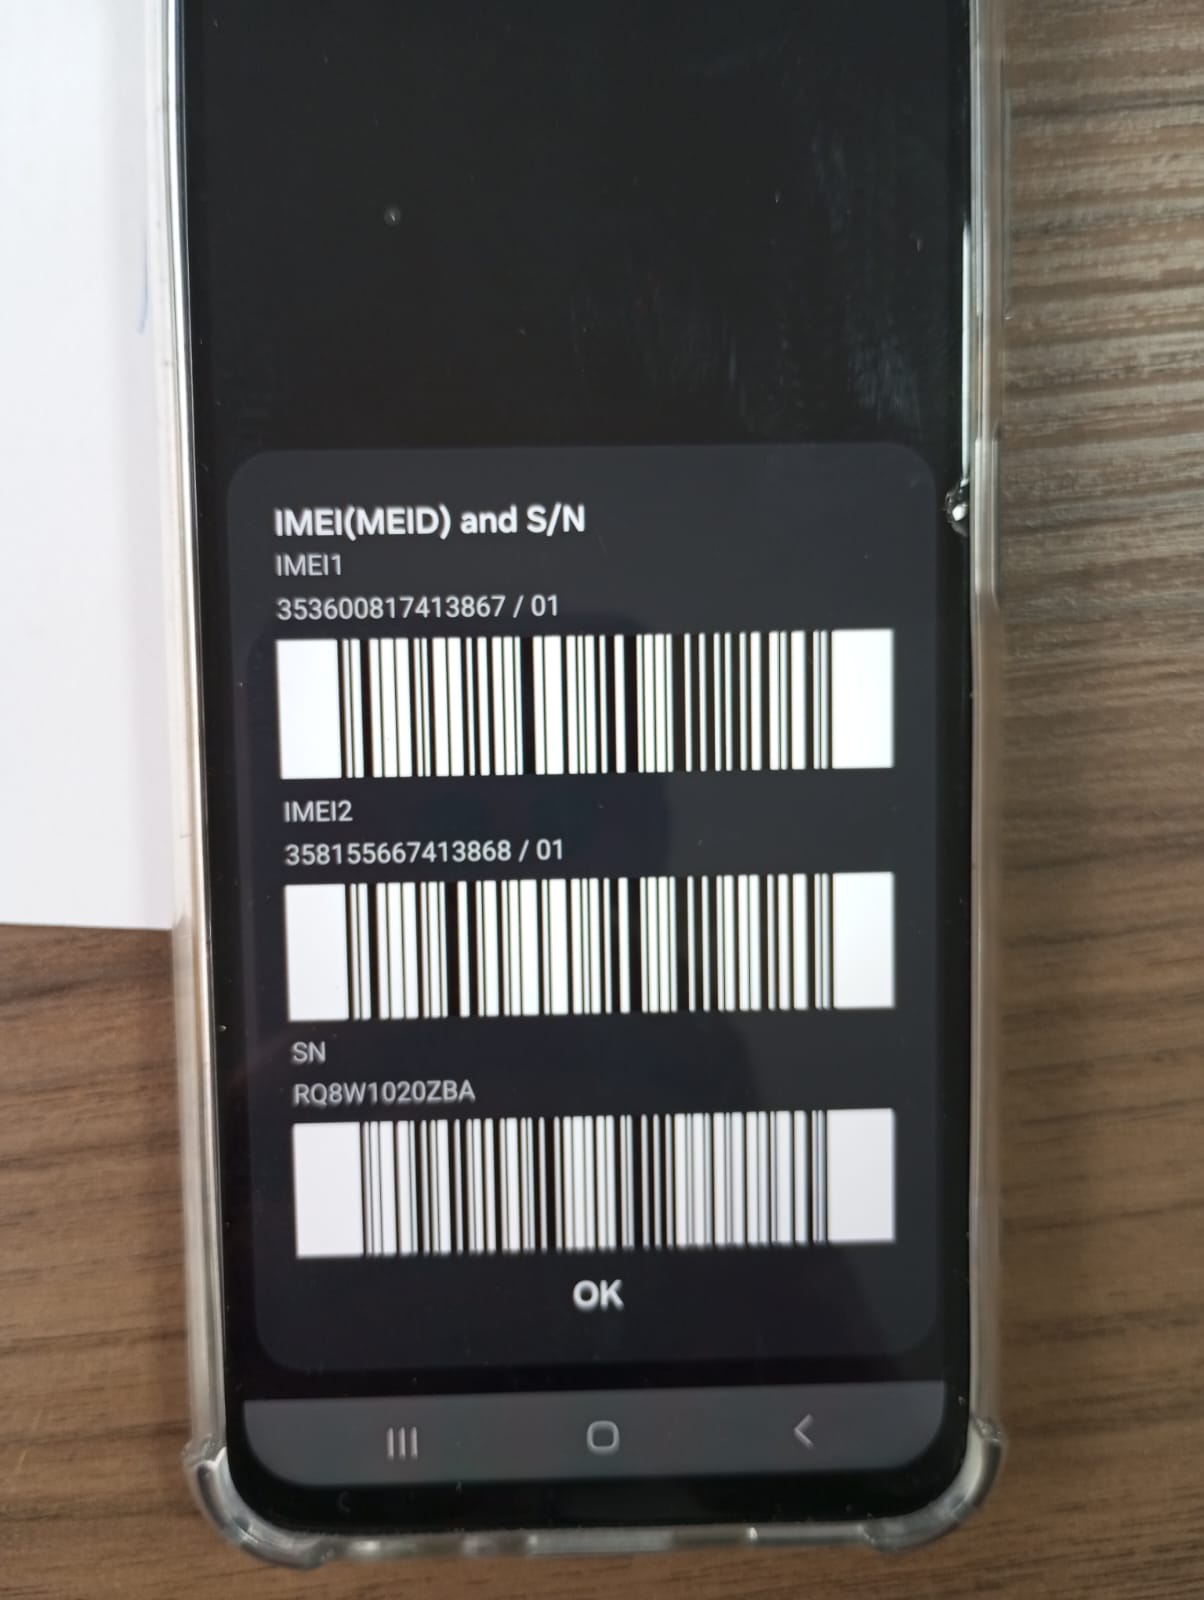 IMEI(MEID) and S/N
IMEI1
353600817413867 / 01
IMEI2
358155667413868 / 01
SN
RQ8W1020ZBA
OK